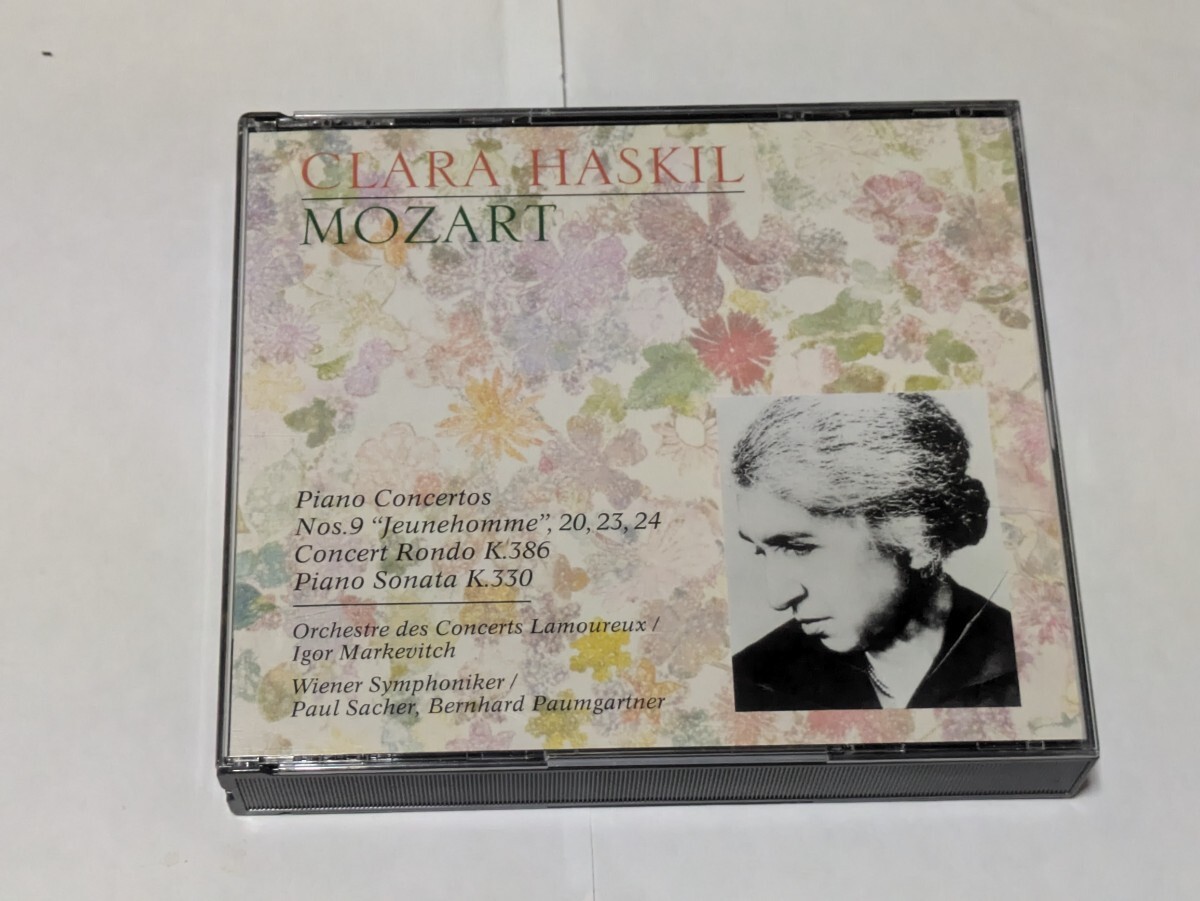 CLARA HASKIL
MOZART
Piano Concertos
Nos.9 “Jeunehomme”, 20, 23, 24
Concert Rondo K.386
Piano Sonata K.330
Orchestre des Concerts Lamoureux /
Igor Markevitch
Wiener Symphoniker /
Paul Sacher, Bernhard Paumgartner